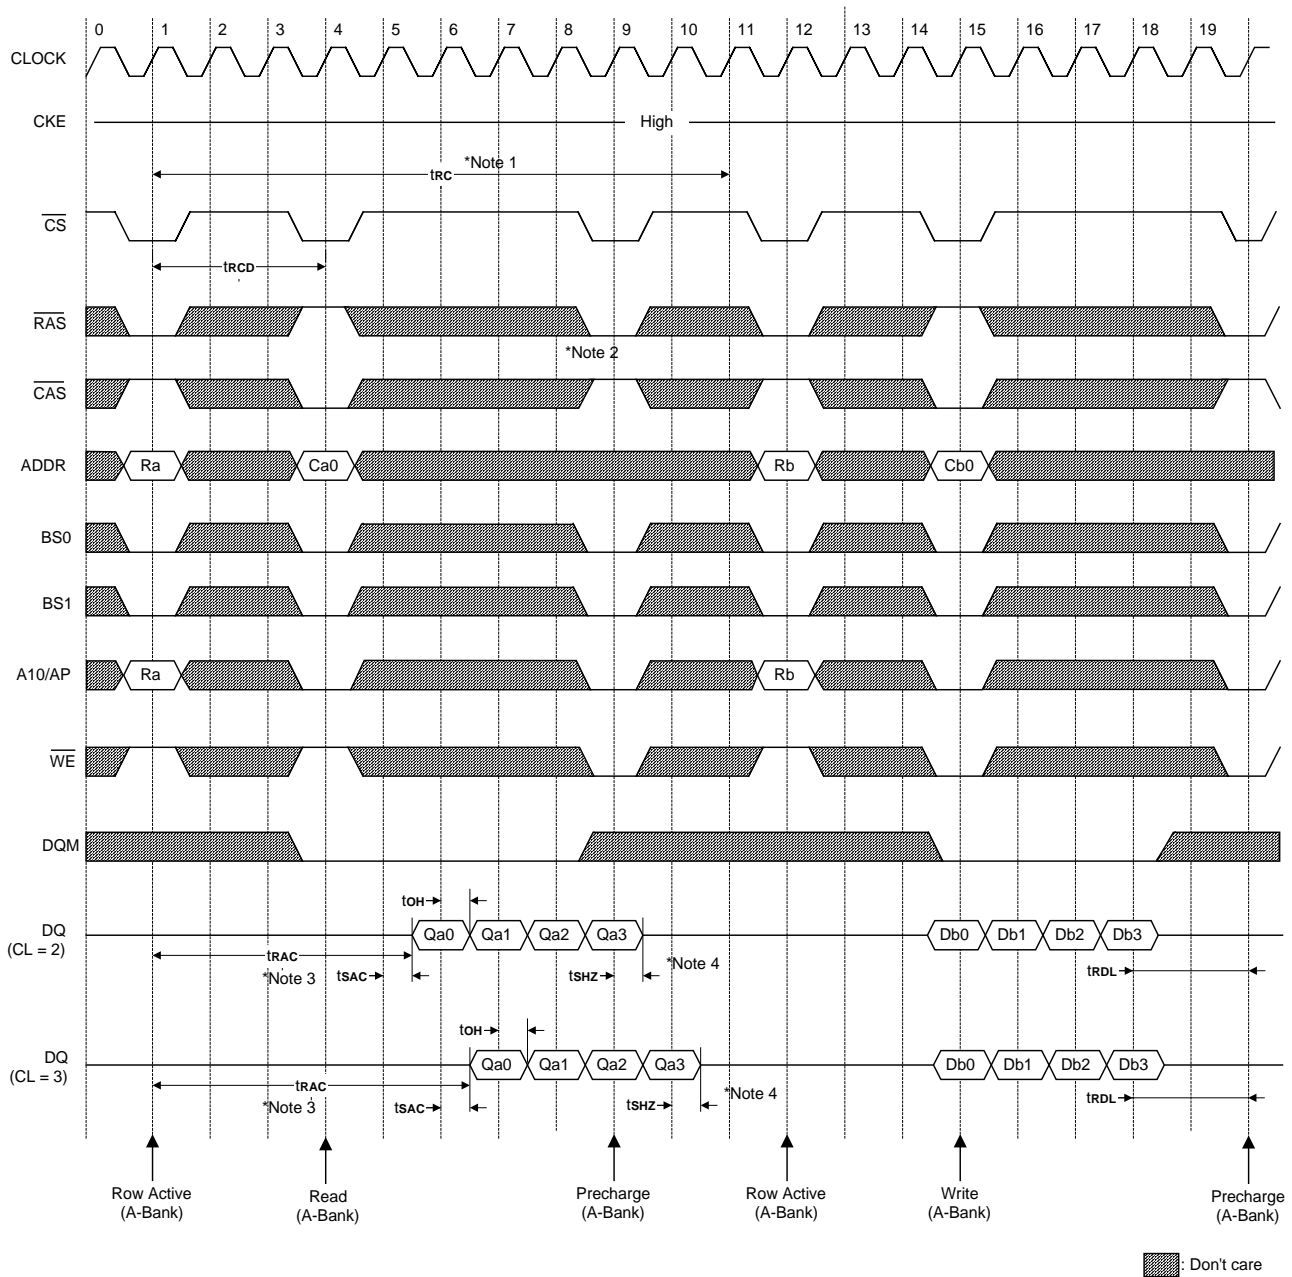 0 1 2 3 4 5 6 7 8 9 10 11 12 13 14 15 16 17 18 19
CLOCK
CKE High
*Note 1
tRC
CS
tRCD
RAS
*Note 2
CAS
ADDR Ra Ca0 Rb Cb0
BS0
BS1
A10/AP Ra Rb
WE
DQM
tOH
DQ Qa0 Qa1 Qa2 Qa3 Db0 Db1 Db2 Db3
(CL = 2)
tRAC
*Note 3 tSAC tSHZ *Note 4 tRDL
tOH
DQ Qa0 Qa1 Qa2 Qa3 Db0 Db1 Db2 Db3
(CL = 3)
tRAC
*Note 3 tSAC tSHZ *Note 4 tRDL
Row Active Read Precharge Row Active Write Precharge
(A-Bank) (A-Bank) (A-Bank) (A-Bank) (A-Bank) (A-Bank)
: Don't care